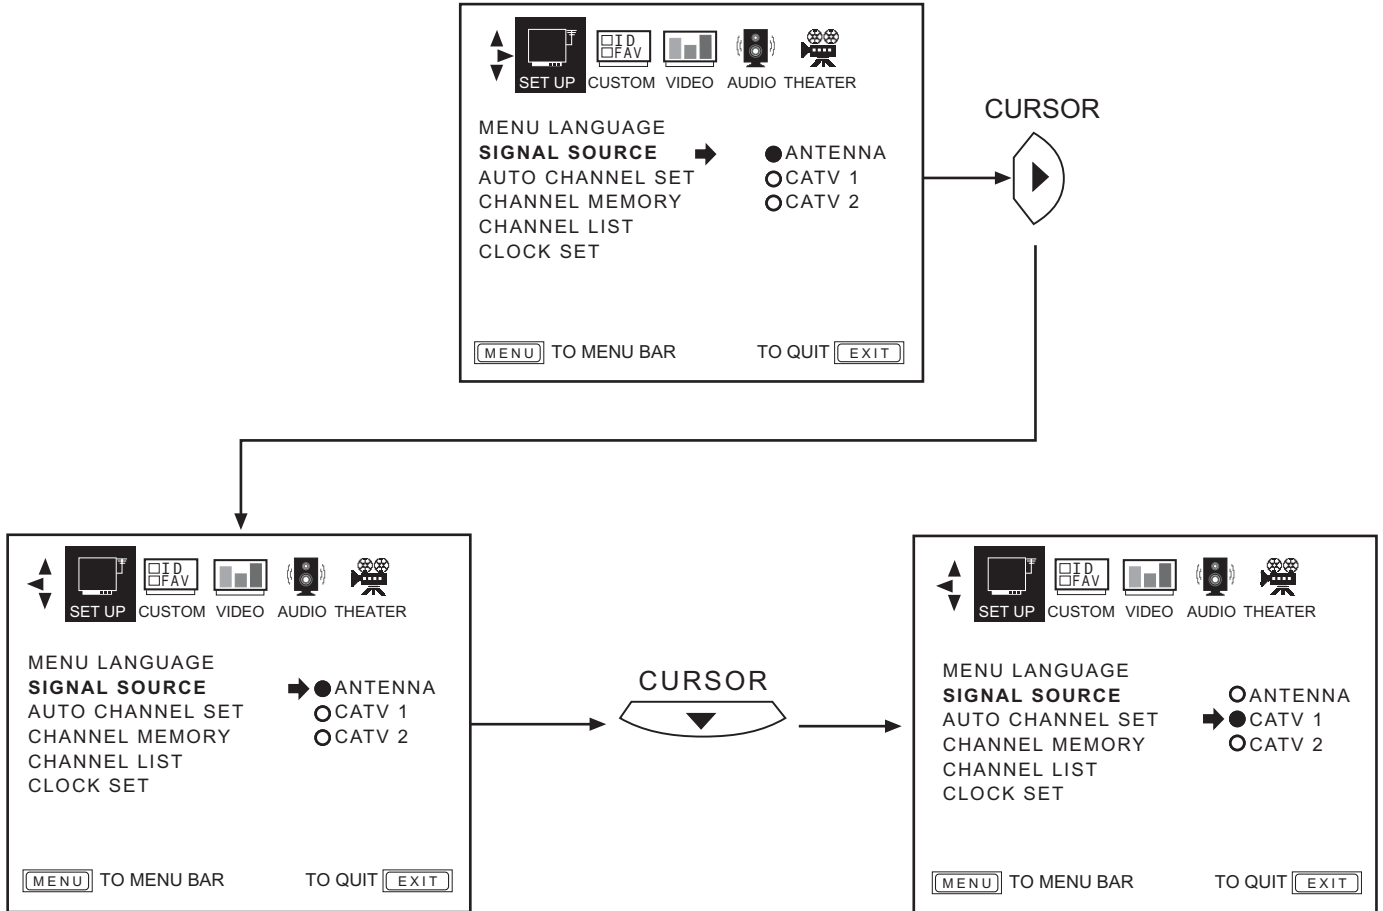 ID
FAV
SET UP CUSTOM VIDEO AUDIO THEATER
MENU LANGUAGE
SIGNAL SOURCE ANTENNA
AUTO CHANNEL SET CATV 1
CHANNEL MEMORY CATV 2
CHANNEL LIST
CLOCK SET
MENU TO MENU BAR TO QUIT EXIT
CURSOR
ID
FAV
SET UP CUSTOM VIDEO AUDIO THEATER
MENU LANGUAGE
SIGNAL SOURCE ANTENNA
AUTO CHANNEL SET CATV 1
CHANNEL MEMORY CATV 2
CHANNEL LIST
CLOCK SET
MENU TO MENU BAR TO QUIT EXIT
CURSOR
ID
FAV
SET UP CUSTOM VIDEO AUDIO THEATER
MENU LANGUAGE
SIGNAL SOURCE ANTENNA
AUTO CHANNEL SET CATV 1
CHANNEL MEMORY CATV 2
CHANNEL LIST
CLOCK SET
MENU TO MENU BAR TO QUIT EXIT